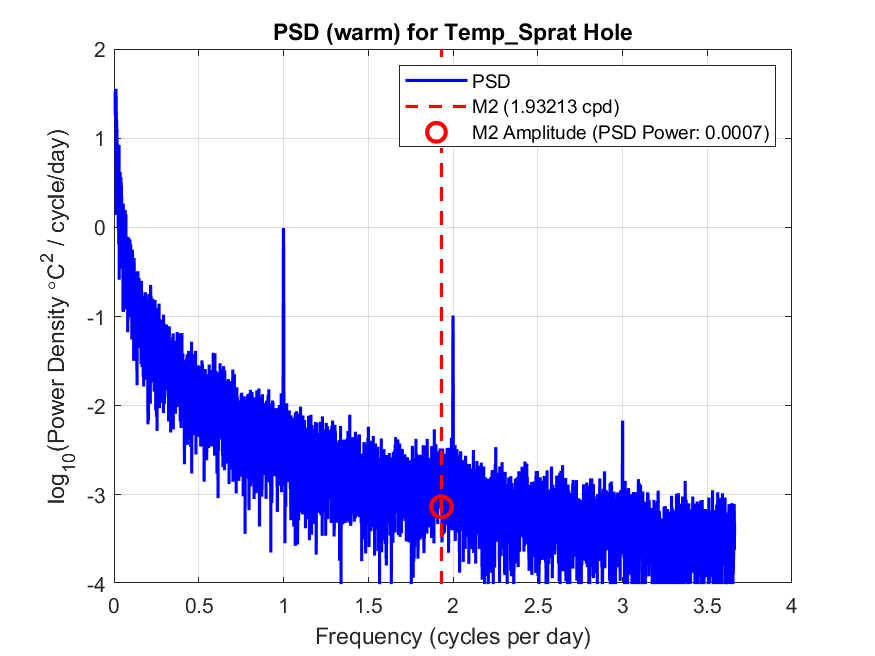 PSD (warm) for Temp_Sprat Hole
PSD
M2 (1.93213 cpd)
M2 Amplitude (PSD Power: 0.0007)
log10(Power Density °C2 / cycle/day)
2
1
0
-1
-2
-3
-4
0
0.5
1
1.5
2
2.5
3
3.5
4
Frequency (cycles per day)